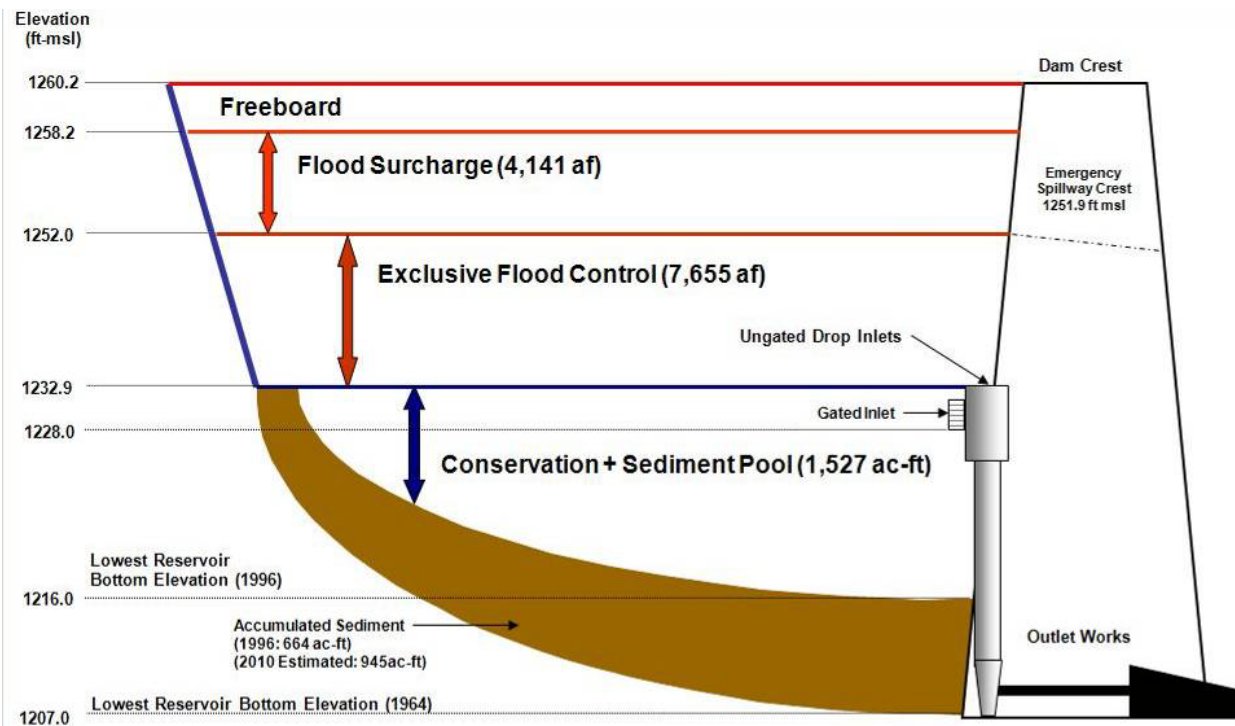 Elevation
(ft-msl)
1260.2
Dam Crest
Freeboard
1258.2
Flood Surcharge (4,141 af)
Emergency
Spillway Crest
1251.9 ft msl
1252.0
Exclusive Flood Control (7,655 af)
Ungated Drop Inlets
1232.9
Gated Inlet
1228.0
Conservation + Sediment Pool (1,527 ac-ft)
Lowest Reservoir
Bottom Elevation (1996)
1216.0
Accumulated Sediment
(1996: 664 ac-ft)
(2010 Estimated: 945ac-ft)
Outlet Works
Lowest Reservoir Bottom Elevation (1964)
1207.0